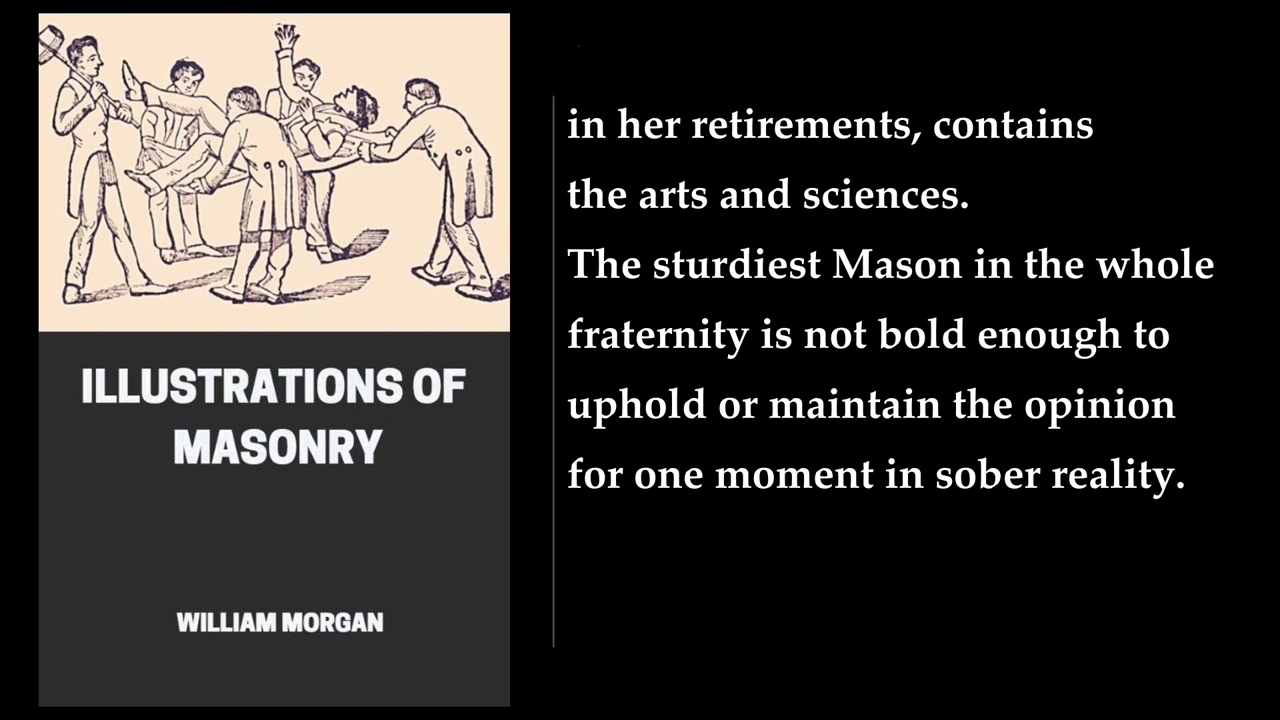 ILLUSTRATIONS OF
MASONRY
WILLIAM MORGAN
in her retirements, contains
the arts and sciences.
The sturdiest Mason in the whole
fraternity is not bold enough to
uphold or maintain the opinion
for one moment in sober reality.